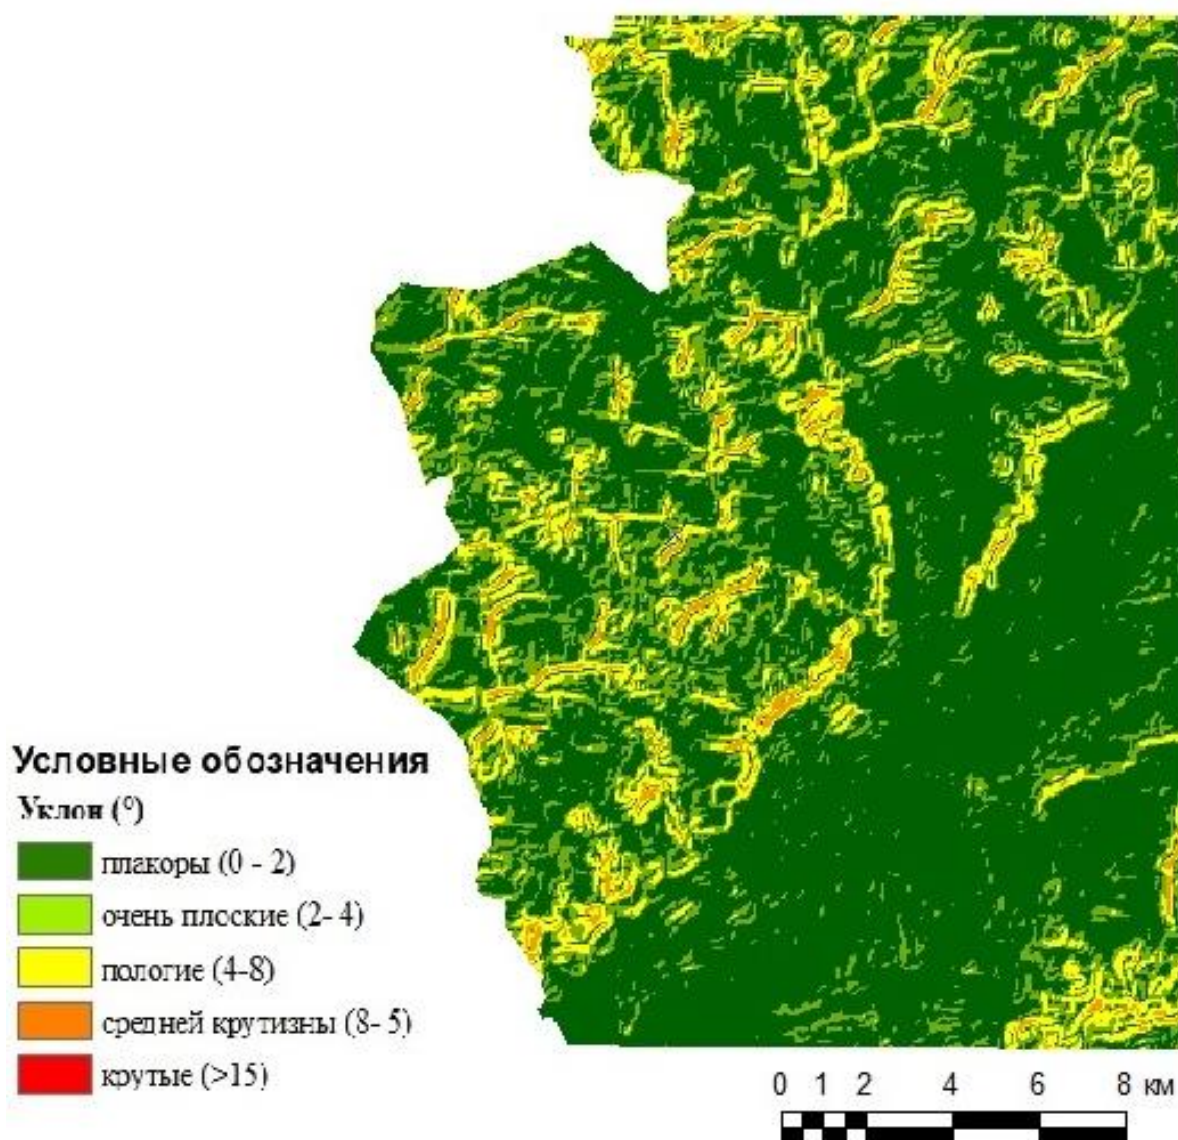 Условные обозначения
Уклон (°)
плакоры (0 - 2)
очень плоские (2- 4)
пологие (4-8)
средней крутизны (8- 5)
крутые (>15)
0 1 2 4 6 8 км